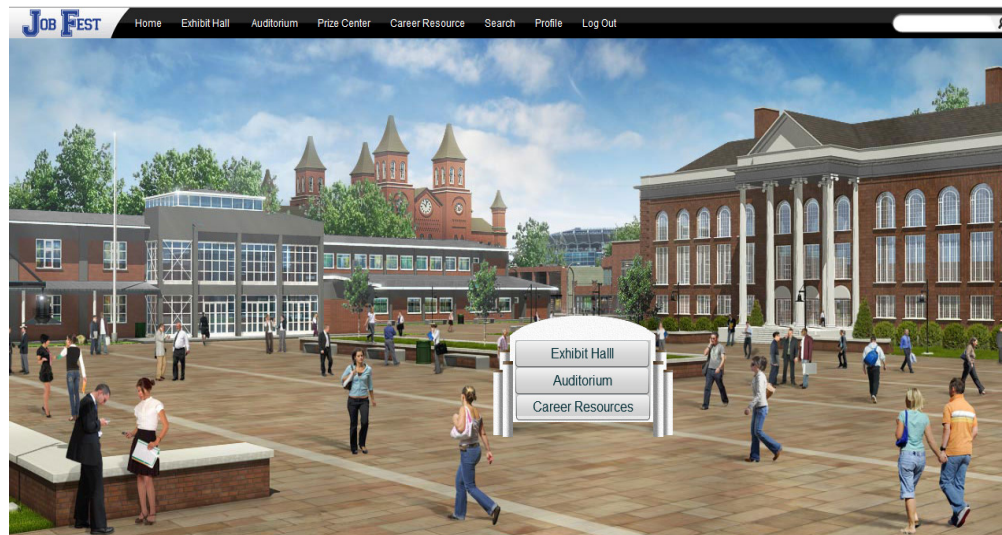 JOB FEST Home Exhibit Hall Auditorium Prize Center Career Resource Search Profile Log Out
Exhibit Halll
Auditorium
Career Resources